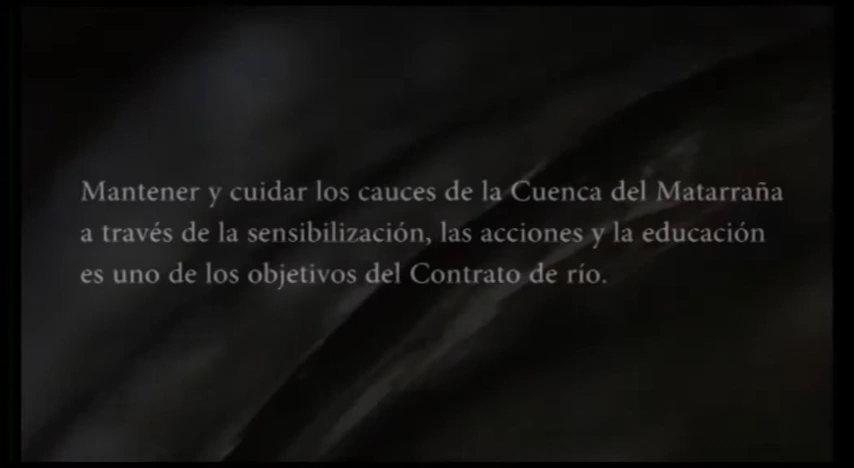 Mantener y cuidar los cauces de la Cuenca del Matarraña
a través de la sensibilización, las acciones y la educación
es uno de los objetivos del Contrato de río.